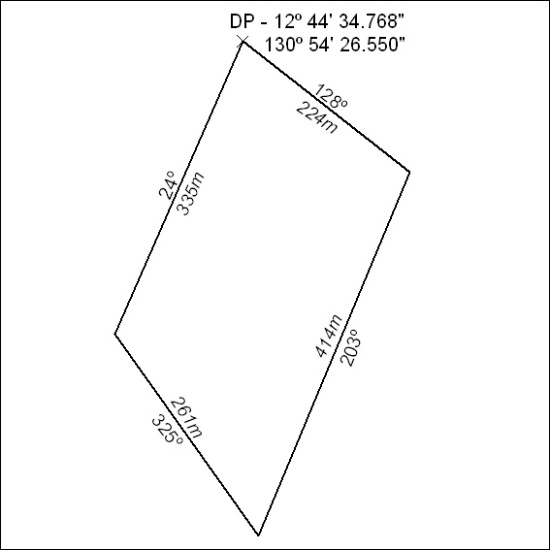 DP - 12º 44' 34.768"
130º 54' 26.550"
128º
224m
24º
335m
414m
203º
261m
325º